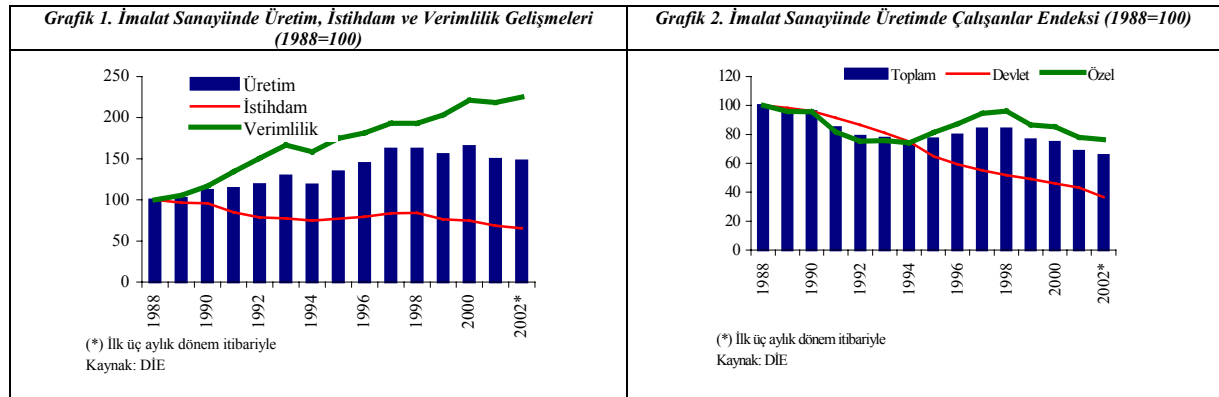 Grafik 1. İmalat Sanayiinde Üretim, İstihdam ve Verimlilik Gelişmeleri
(1988=100)
250
200
150
100
50
0
Üretim
İstihdam
Verimlilik
1988
1990
1992
1994
1996
1998
2000
2002*
(*) İlk üç aylık dönem itibariyle
Kaynak: DİE
Grafik 2. İmalat Sanayiinde Üretimde Çalışanlar Endeksi (1988=100)
120
100
80
60
40
20
0
Toplam
Devlet
Özel
1988
1990
1992
1994
1996
1998
2000
2002*
(*) İlk üç aylık dönem itibariyle
Kaynak: DİE